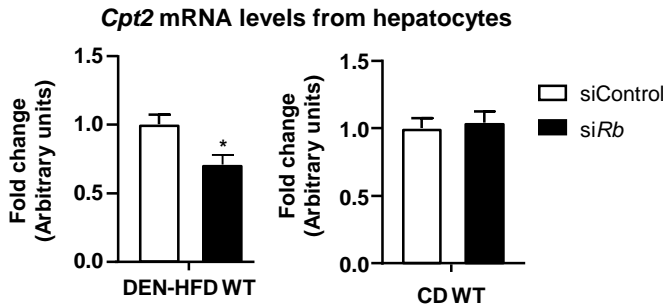 Cpt2 mRNA levels from hepatocytes
Fold change
(Arbitrary units)
1.5
1.0
0.5
0.0
*
DEN-HFD WT
Fold change
(Arbitrary units)
1.5
1.0
0.5
0.0
CD WT
siControl
siRb